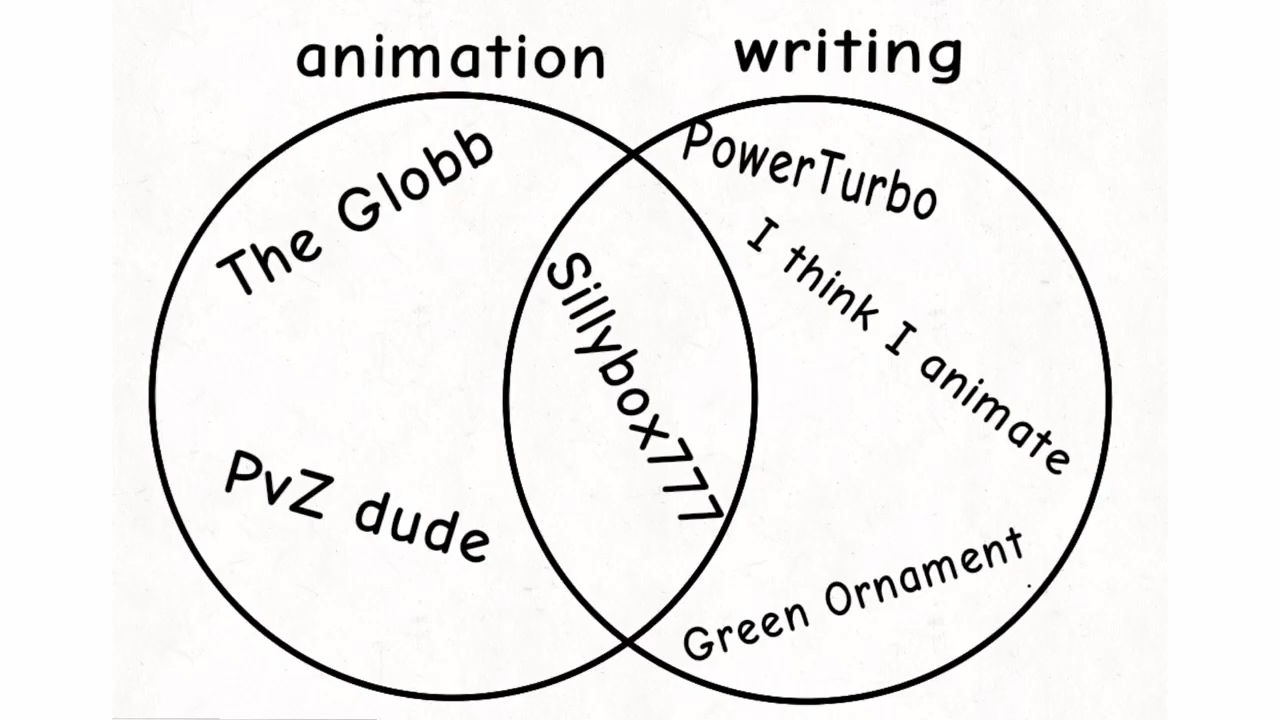 animation
writing
The Globb
PowerTurbo
I think I animate
Sillybox777
PvZ dude
Green Ornament